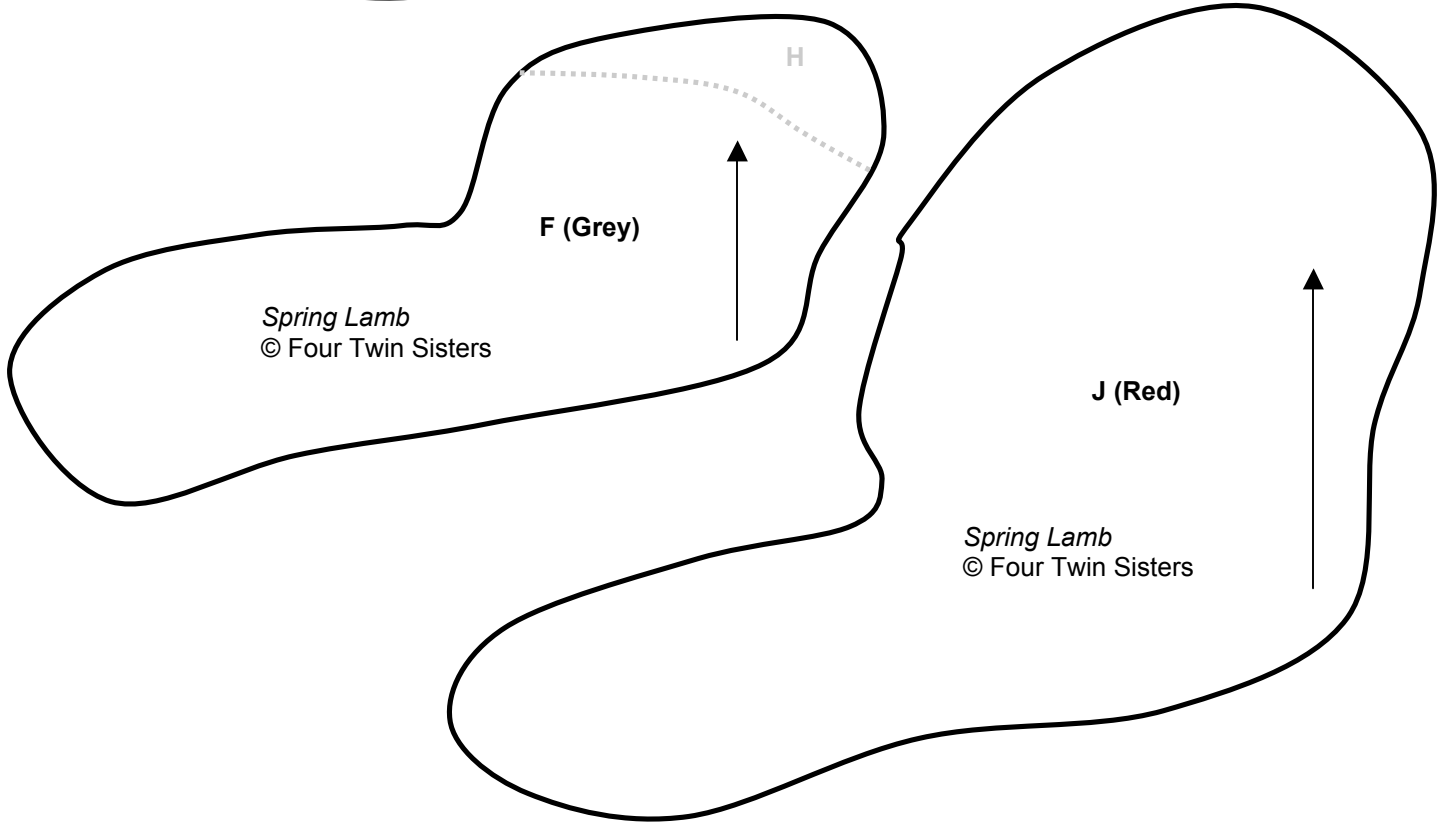 H
F (Grey)
Spring Lamb
© Four Twin Sisters
J (Red)
Spring Lamb
© Four Twin Sisters